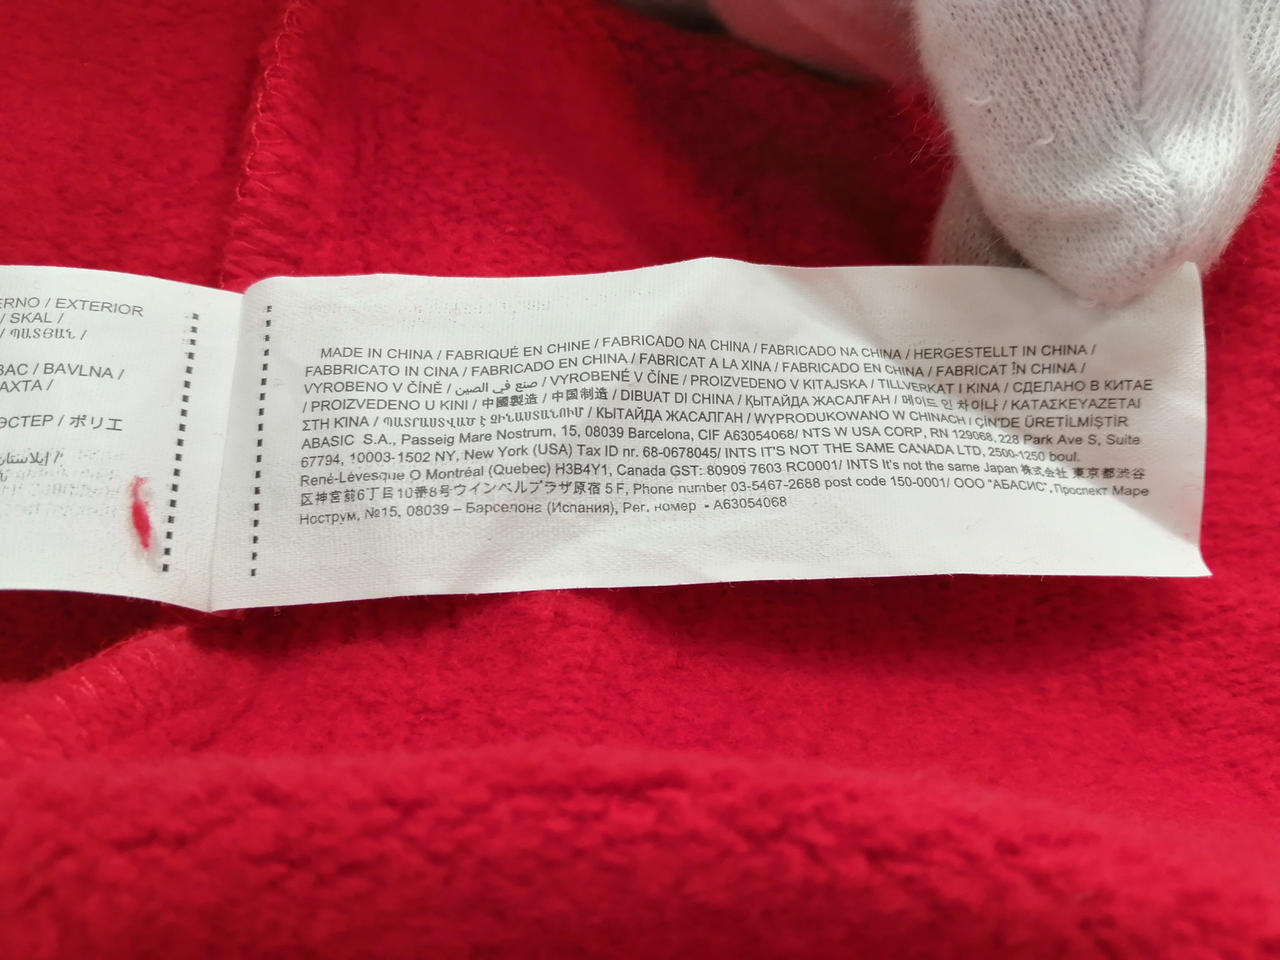 ERNO / EXTERIOR
/ SKAL /
/ ՊԱՏՅԱՆ /
BAC / BAVLNA /
AXTA /
ЭСТЕР / ポリエ
MADE IN CHINA / FABRIQUÉ EN CHINE / FABRICADO NA CHINA / FABRICADO NA CHINA / HERGESTELLT IN CHINA /
FABBRICATO IN CINA / FABRICADO EN CHINA / FABRICAT A LA XINA / FABRICADO EN CHINA / FABRICAT ÎN CHINA /
VYROBENO V ČÍNĚ / صنع في الصين / VYROBENÉ V ČÍNE / PROIZVEDENO V KITAJSKA / TILLVERKAT I KINA / СДЕЛАНО В КИТАЕ
/ PROIZVEDENO U KINI / 中國製造 / 中国制造 / DIBUAT DI CHINA / ҚЫТАЙДА ЖАСАЛҒАН / 메이드 인 차이나 / ΚΑΤΑΣΚΕΥΑΖΕΤΑΙ
ΣΤΗ ΚΙΝΑ / ՊԱՏՐԱՍՏՎԱԾ Է ՉԻՆԱՍՏԱՆՈՒՄ / КЫТАЙДА ЖАСАЛГАН / WYPRODUKOWANO W CHINACH / ÇİN'DE ÜRETİLMİŞTİR
ABASIC S.A., Passeig Mare Nostrum, 15, 08039 Barcelona, CIF A63054068/ NTS W USA CORP, RN 129068,228 Park Ave S, Suite
67794, 10003-1502 NY, New York (USA) Tax ID nr. 68-0678045/ INTS IT'S NOT THE SAME CANADA LTD, 2500-1250 boul.
René-Lévesque O Montréal (Quebec) H3B4Y1, Canada GST: 80909 7603 RC0001/ INTS It's not the same Japan 株式会社 東京都渋谷
区神宮前6丁目10番8号ウインベルプラザ原宿 5 F, Phone number 03-5467-2688 post code 150-0001/ ООО "АБАСИС", Проспект Маре
Нострум, №15, 08039 – Барселона (Испания), Рег. номер - A63054068